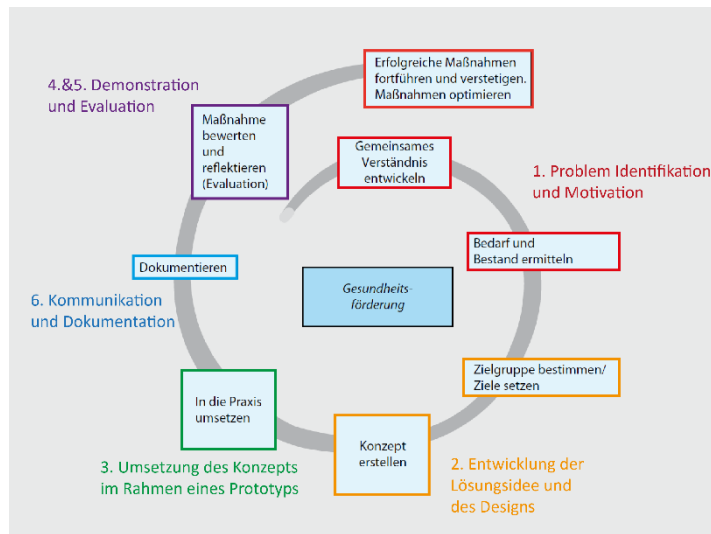 Erfolgreiche Maßnahmen
fortführen und verstetigen.
Maßnahmen optimieren
4.&5. Demonstration
und Evaluation
Maßnahme
bewerten
und
reflektieren
(Evaluation)
Gemeinsames
Verständnis
entwickeln
1. Problem Identifikation
und Motivation
Bedarf und
Bestand ermitteln
Dokumentieren
Gesundheits-
förderung
6. Kommunikation
und Dokumentation
Zielgruppe bestimmen/
Ziele setzen
In die Praxis
umsetzen
Konzept
erstellen
3. Umsetzung des Konzepts
im Rahmen eines Prototyps
2. Entwicklung der
Lösungsidee und
des Designs